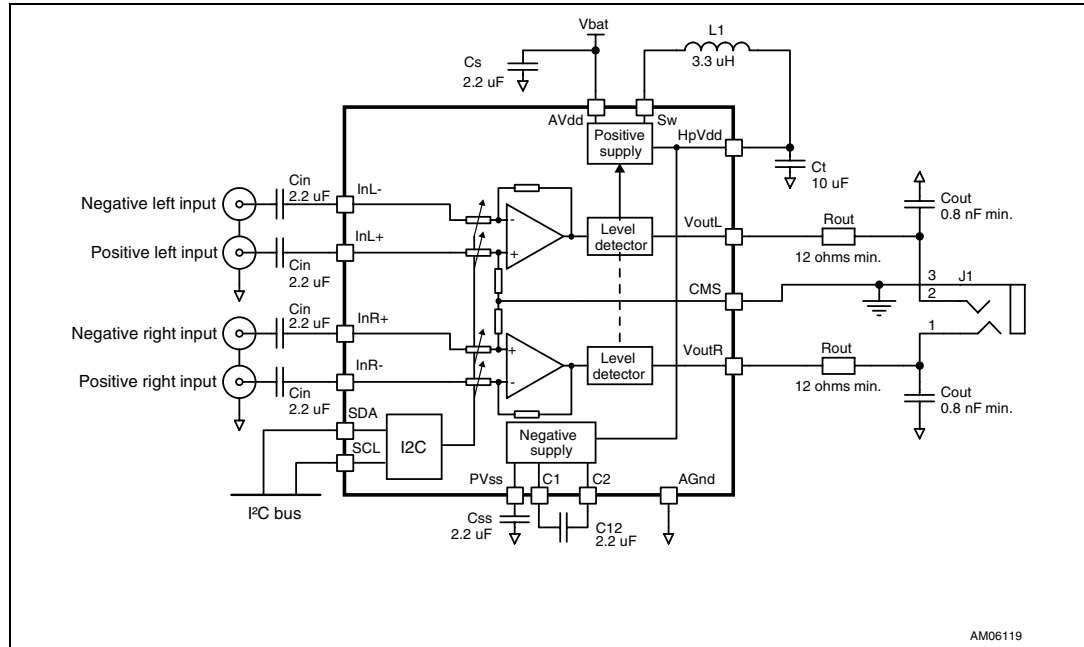 Vbat
L1
3.3 uH
Cs
2.2 uF
AVdd
Sw
HpVdd
Positive
supply
Ct
10 uF
Cin
2.2 uF
InL-
Negative left input
Cout
0.8 nF min.
Level
detector
VoutL
Rout
12 ohms min.
InL+
Positive left input
Cin
2.2 uF
-
+
CMS
3
J1
2
1
Cin
2.2 uF
InR+
Negative right input
+
-
InR-
Positive right input
Cin
2.2 uF
Level
detector
VoutR
Rout
12 ohms min.
Cout
0.8 nF min.
SDA
SCL
I2C
I²C bus
Negative
supply
PVss
C1
C2
AGnd
Css
2.2 uF
C12
2.2 uF
AM06119